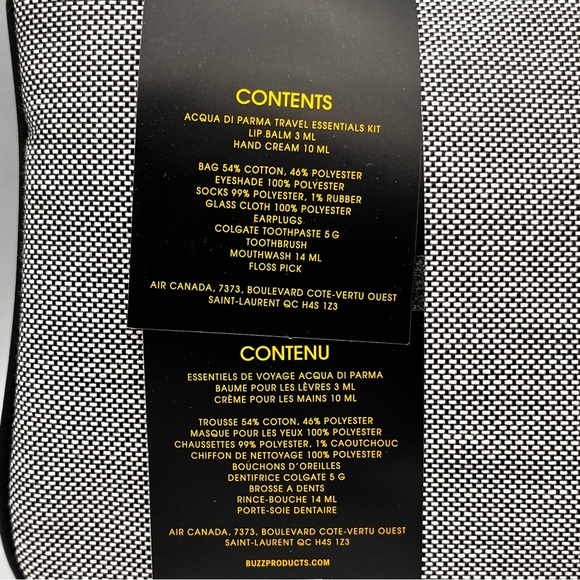 CONTENTS
ACQUA DI PARMA TRAVEL ESSENTIALS KIT
LIP BALM 3 ML
HAND CREAM 10 ML
BAG 54% COTTON, 46% POLYESTER
EYESHADE 100% POLYESTER
SOCKS 99% POLYESTER, 1% RUBBER
GLASS CLOTH 100% POLYESTER
EARPLUGS
COLGATE TOOTHPASTE 5 G
TOOTHBRUSH
MOUTHWASH 14 ML
FLOSS PICK
AIR CANADA, 7373, BOULEVARD COTE-VERTU OUEST
SAINT-LAURENT QC H4S 1Z3
CONTENU
ESSENTIELS DE VOYAGE ACQUA DI PARMA
BAUME POUR LES LÈVRES 3 ML
CRÈME POUR LES MAINS 10 ML
TROUSSE 54% COTON, 46% POLYESTER
MASQUE POUR LES YEUX 100% POLYESTER
CHAUSSETTES 99% POLYESTER, 1% CAOUTCHOUC
CHIFFON DE NETTOYAGE 100% POLYESTER
BOUCHONS D'OREILLES
DENTIFRICE COLGATE 5 G
BROSSE A DENTS
RINCE-BOUCHE 14 ML
PORTE-SOIE DENTAIRE
AIR CANADA, 7373, BOULEVARD COTE-VERTU OUEST
SAINT-LAURENT QC H4S 1Z3
BUZZPRODUCTS.COM